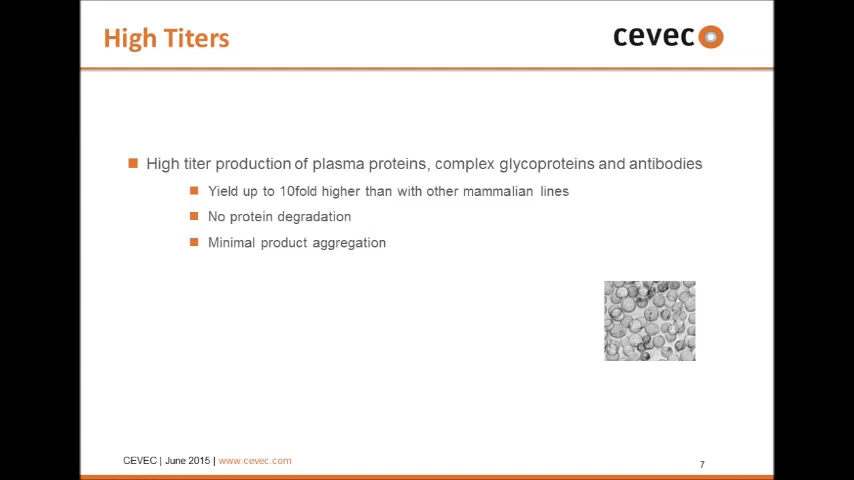 High Titers
cevec
High titer production of plasma proteins, complex glycoproteins and antibodies
Yield up to 10fold higher than with other mammalian lines
No protein degradation
Minimal product aggregation
CEVEC | June 2015 | www.cevec.com
7